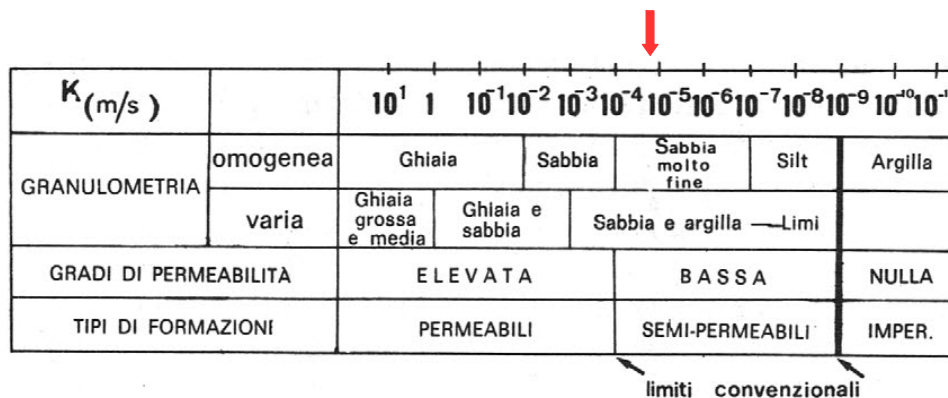 K (m/s) 10¹ 1 10⁻¹ 10⁻² 10⁻³ 10⁻⁴ 10⁻⁵ 10⁻⁶ 10⁻⁷ 10⁻⁸ 10⁻⁹ 10⁻¹⁰
GRANULOMETRIA
omogenea
Ghiaia
Sabbia
Sabbia
molto
fine
Silt
Argilla
varia
Ghiaia
grossa
e media
Ghiaia e
sabbia
Sabbia e argilla — Limi
GRADI DI PERMEABILITÀ
ELEVATA
BASSA
NULLA
TIPI DI FORMAZIONI
PERMEABILI
SEMI-PERMEABILI
IMPER.
limiti convenzionali